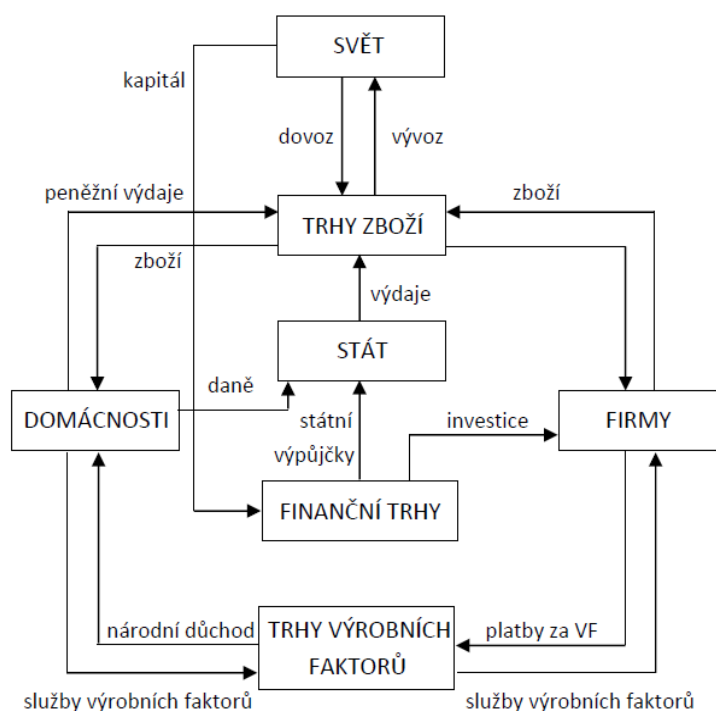 SVĚT
kapitál
dovoz
vývoz
peněžní výdaje
zboží
TRHY ZBOŽÍ
zboží
výdaje
STÁT
daně
DOMÁCNOSTI
státní
výpůjčky
investice
FIRMY
FINANČNÍ TRHY
národní důchod
TRHY VÝROBNÍCH
FAKTORŮ
platby za VF
služby výrobních faktorů
služby výrobních faktorů